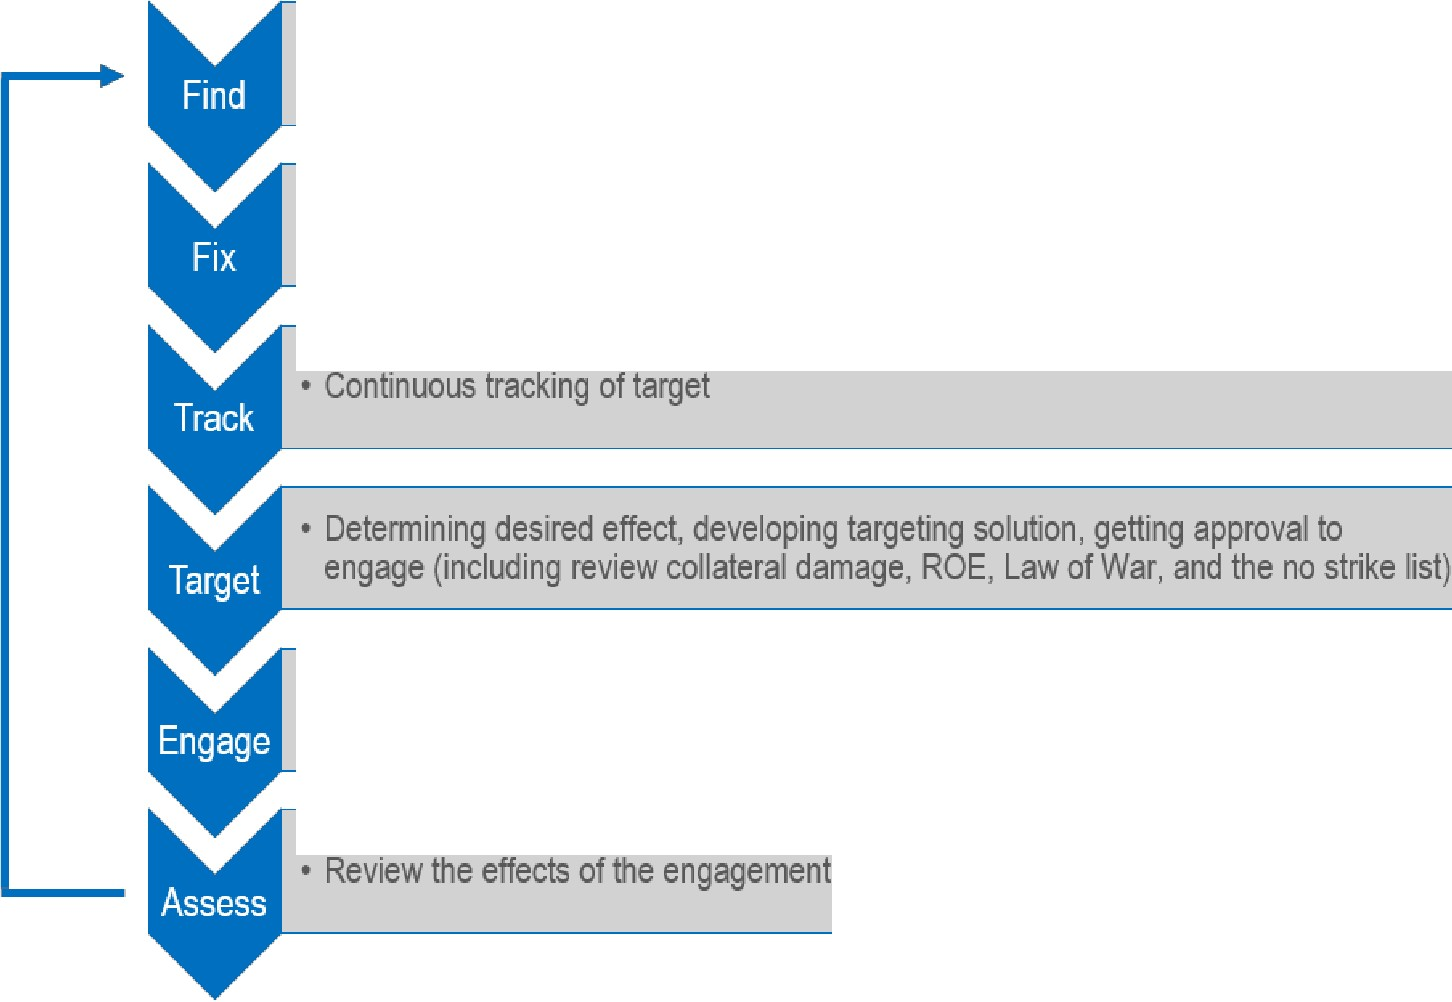 Find
Fix
Track
• Continuous tracking of target
Target
• Determining desired effect, developing targeting solution, getting approval to
engage (including review collateral damage, ROE, Law of War, and the no strike list)
Engage
Assess
• Review the effects of the engagement